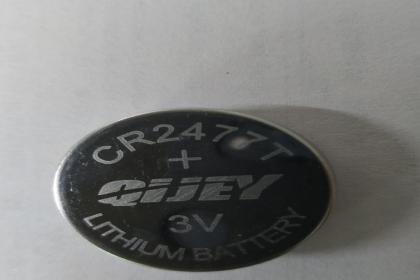 CR2477T
+
QIJEY
3V
LITHIUM BATTERY